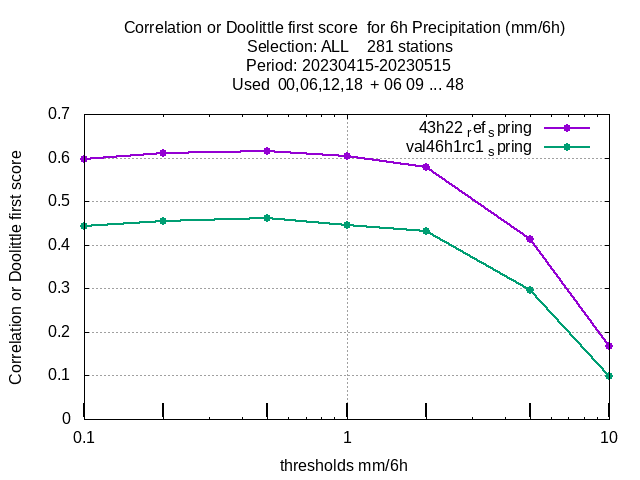 Correlation or Doolittle first score  for 6h Precipitation (mm/6h)
Selection: ALL    281 stations
Period: 20230415-20230515
Used  00,06,12,18  + 06 09 ... 48
43h22 ref spring
val46h1rc1 spring
Correlation or Doolittle first score
0.7
0.6
0.5
0.4
0.3
0.2
0.1
0
0.1 1 10
thresholds mm/6h